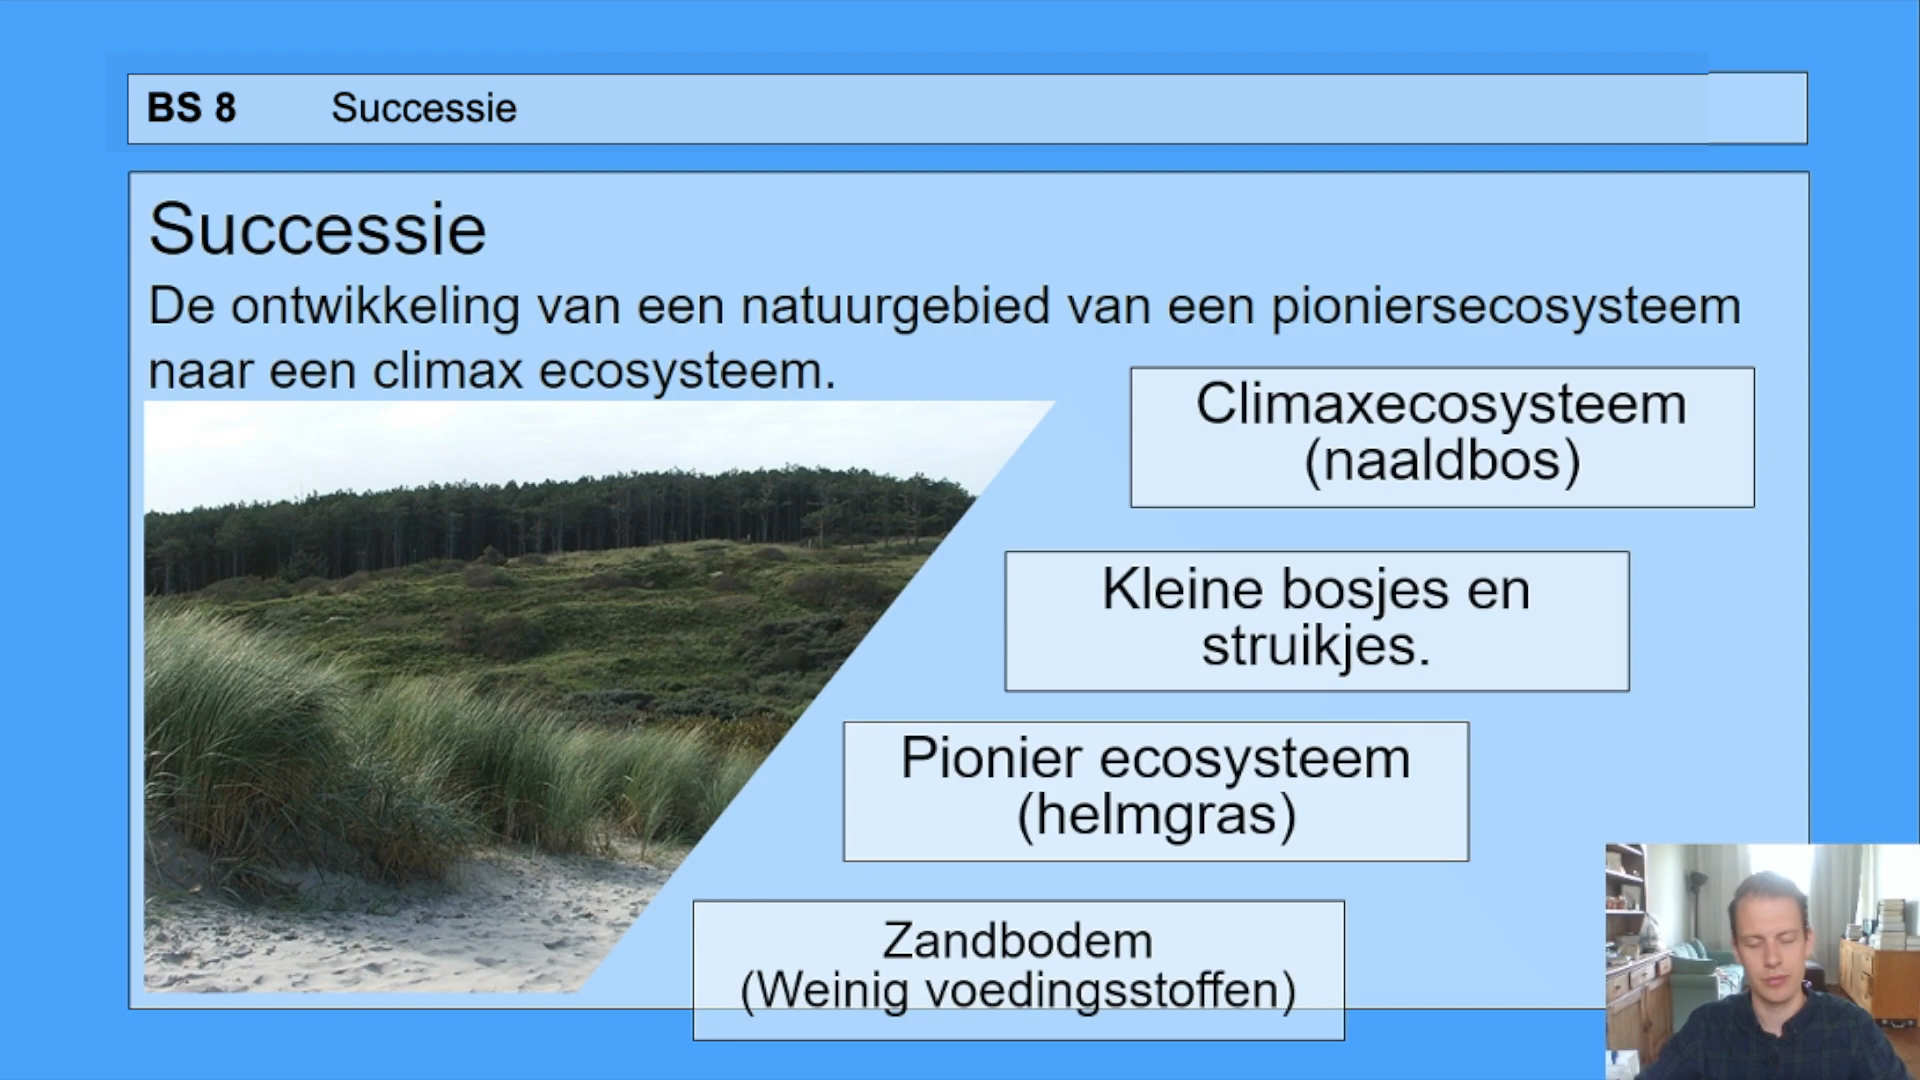 BS 8 Successie
Successie
De ontwikkeling van een natuurgebied van een pioniersecosysteem
naar een climax ecosysteem.
Climaxecosysteem
(naaldbos)
Kleine bosjes en
struikjes.
Pionier ecosysteem
(helmgras)
Zandbodem
(Weinig voedingsstoffen)